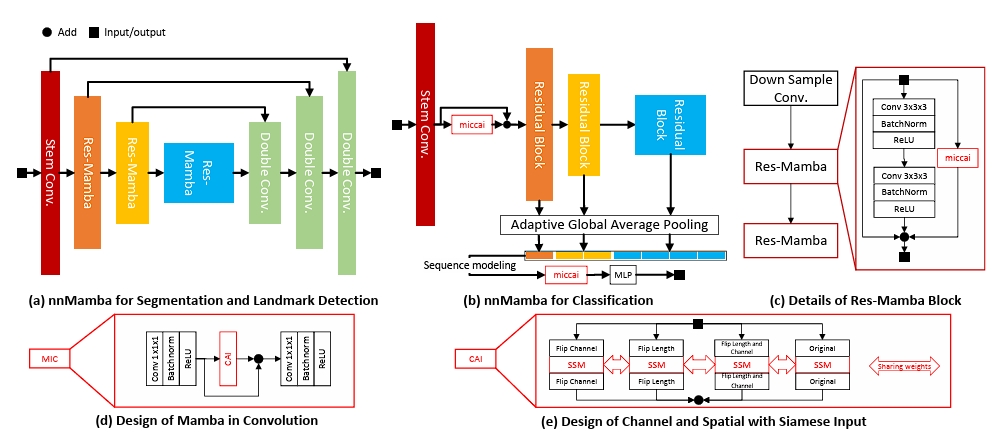 Add
Input/output
Stem Conv.
Res-Mamba
Res-Mamba
Res-
Mamba
Double Conv.
Double Conv.
Double Conv.
(a) nnMamba for Segmentation and Landmark Detection
Stem Conv.
miccai
Residual Block
Residual Block
Residual
Block
Adaptive Global Average Pooling
Sequence modeling
miccai
MLP
(b) nnMamba for Classification
Down Sample
Conv.
Res-Mamba
Res-Mamba
Conv 3x3x3
BatchNorm
ReLU
Conv 3x3x3
BatchNorm
ReLU
miccai
(c) Details of Res-Mamba Block
MIC
Conv 1x1x1
Batchnorm
ReLU
CAI
Conv 1x1x1
Batchnorm
ReLU
(d) Design of Mamba in Convolution
CAI
Flip Channel
SSM
Flip Channel
Flip Length
SSM
Flip Length
Flip Length and
Channel
SSM
Flip Length and
Channel
Original
SSM
Original
Sharing weights
(e) Design of Channel and Spatial with Siamese Input